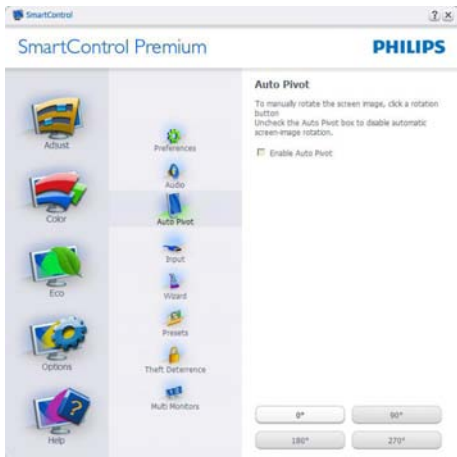 SmartControl
SmartControl Premium
PHILIPS
Adjust
Color
Eco
Options
Help
Preferences
Audio
Auto Pivot
Input
Wizard
Presets
Theft Deterrence
Multi Monitors
Auto Pivot
To manually rotate the screen image, click a rotation
button
Uncheck the Auto Pivot box to disable automatic
screen-image rotation.
Enable Auto Pivot
0°
90°
180°
270°